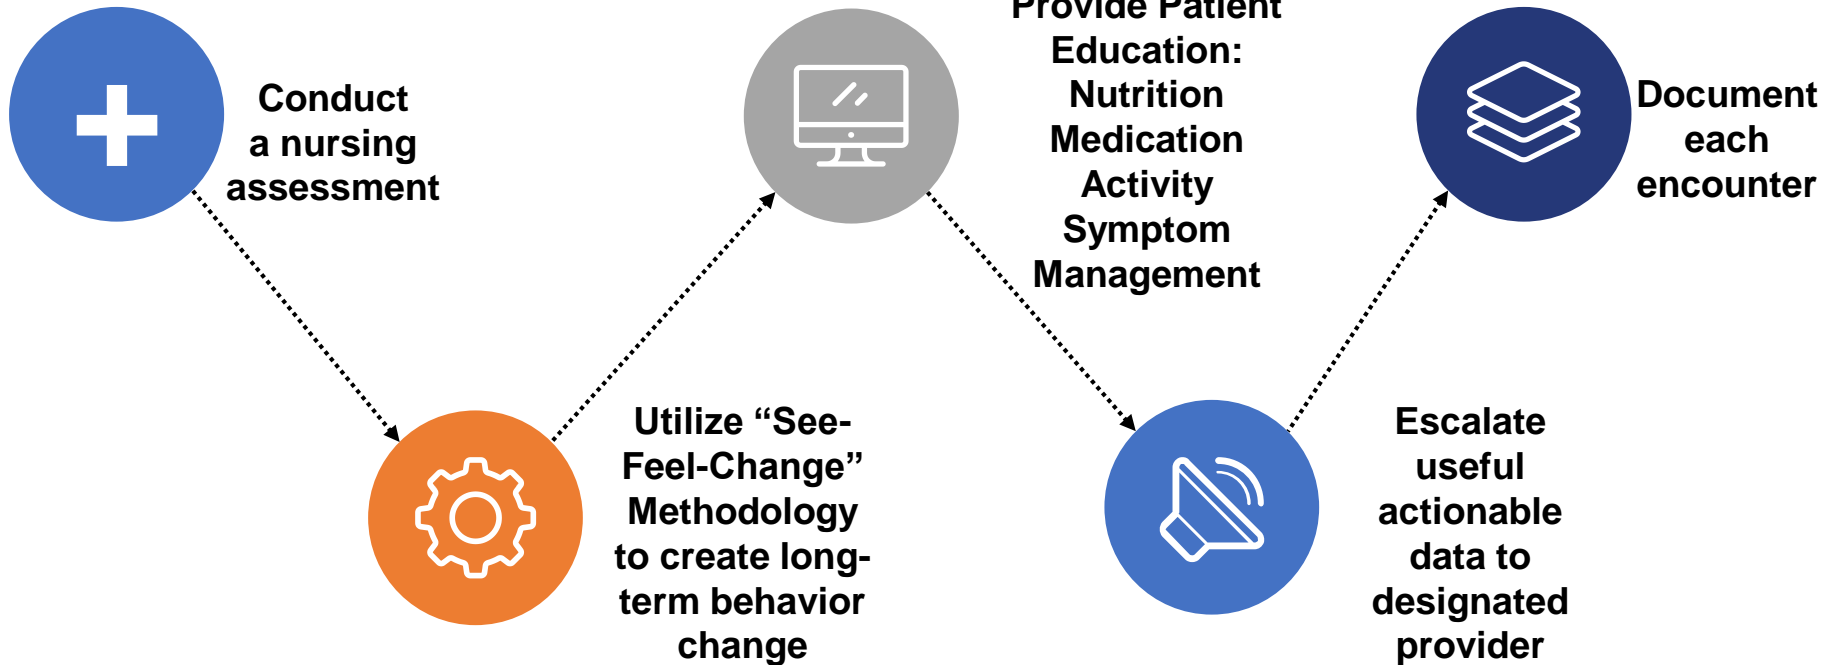 Conduct
a nursing
assessment
Utilize “See-
Feel-Change”
Methodology
to create long-
term behavior
change
Provide Patient
Education:
Nutrition
Medication
Activity
Symptom
Management
Escalate
useful
actionable
data to
designated
provider
Document
each
encounter